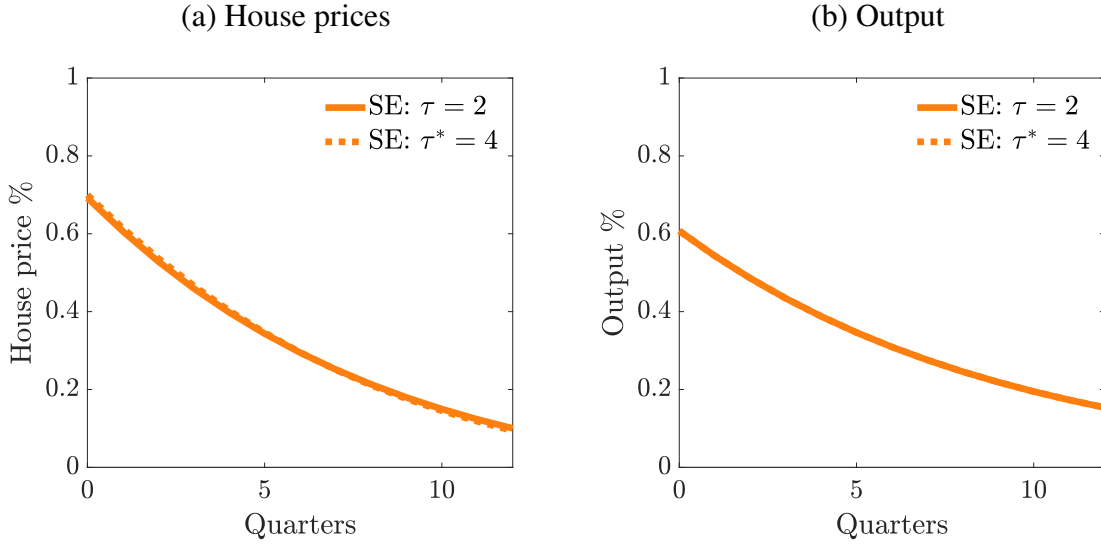 (a) House prices
1
0.8
0.6
0.4
0.2
0
0
5
10
House price %
Quarters
SE: τ = 2
SE: τ* = 4
(b) Output
1
0.8
0.6
0.4
0.2
0
0
5
10
Output %
Quarters
SE: τ = 2
SE: τ* = 4